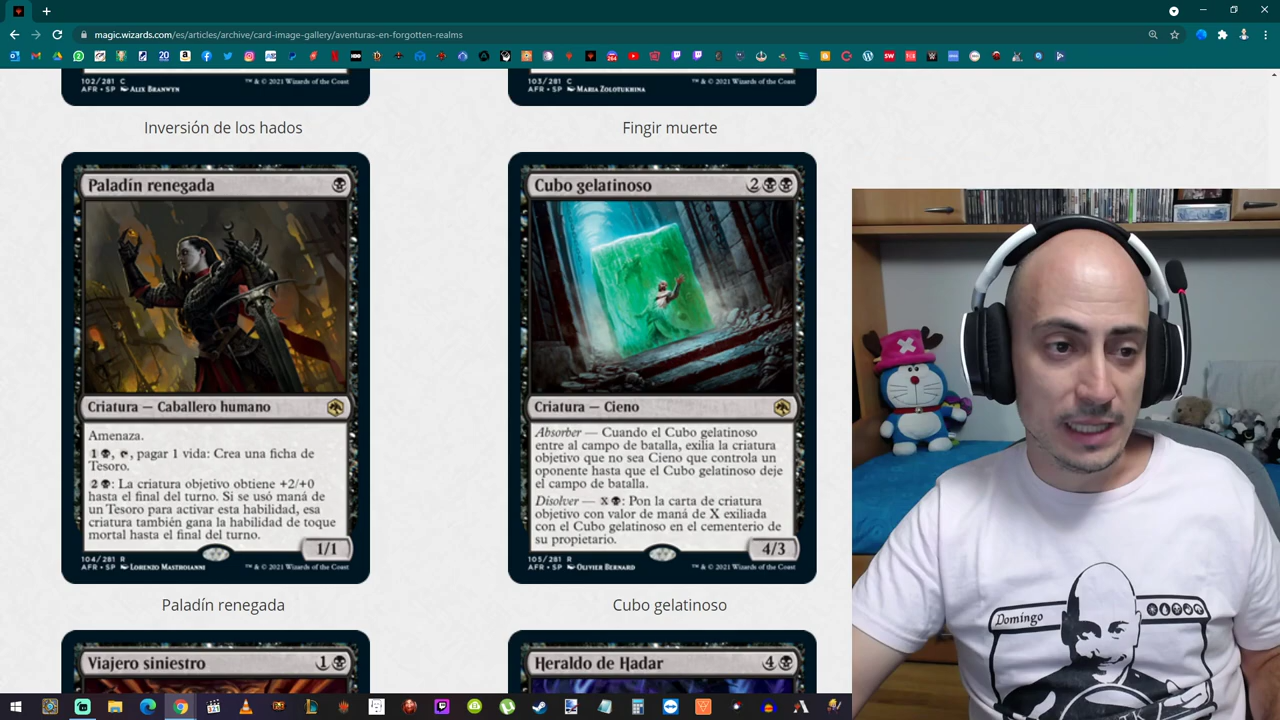 magic.wizards.com/es/articles/archive/card-image-gallery/aventuras-en-forgotten-realms
102/281 C
AFR • SP ALIX BRANWYN
™ & © 2021 Wizards of the Coast
103/281 C
AFR • SP MARIA ZOLOTUKHINA
™ & © 2021 Wizards of the Coast
Inversión de los hados
Fingir muerte
Paladín renegada
Criatura — Caballero humano
Amenaza.
1, , pagar 1 vida: Crea una ficha de
Tesoro.
2: La criatura objetivo obtiene +2/+0
hasta el final del turno. Si se usó maná de
un Tesoro para activar esta habilidad, esa
criatura también gana la habilidad de toque
mortal hasta el final del turno.
1/1
104/281 R
AFR • SP LORENZO MASTROIANNI
™ & © 2021 Wizards of the Coast
Paladín renegada
Cubo gelatinoso 2
Criatura — Cieno
Absorber — Cuando el Cubo gelatinoso
entre al campo de batalla, exilia la criatura
objetivo que no sea Cieno que controla un
oponente hasta que el Cubo gelatinoso deje
el campo de batalla.
Disolver — X: Pon la carta de criatura
objetivo con valor de maná de X exiliada
con el Cubo gelatinoso en el cementerio de
su propietario.
4/3
105/281 R
AFR • SP OLIVIER BERNARD
™ & © 2021 Wizards of the Coast
Cubo gelatinoso
Viajero siniestro 1
Heraldo de Hadar 4
Domingo